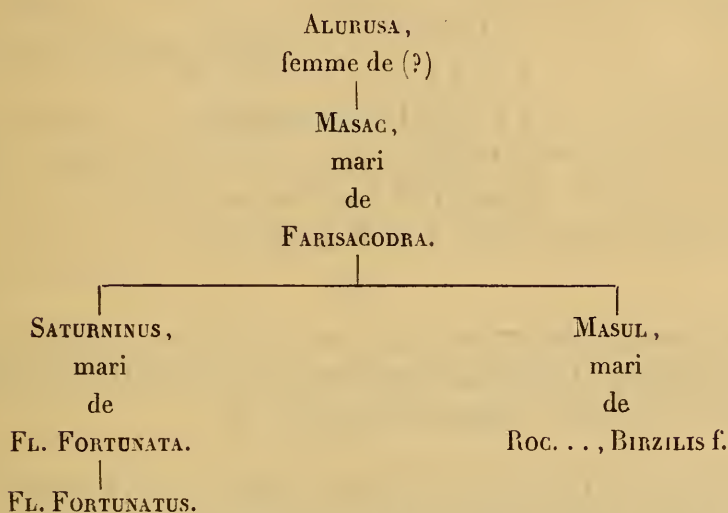 ALURUSA,
femme de (?)
MASAC,
mari
de
FARISACODRA.
SATURNINUS,
mari
de
FL. FORTUNATA.
FL. FORTUNATUS.
MASUL,
mari
de
ROC. . . , BIRZILIS f.